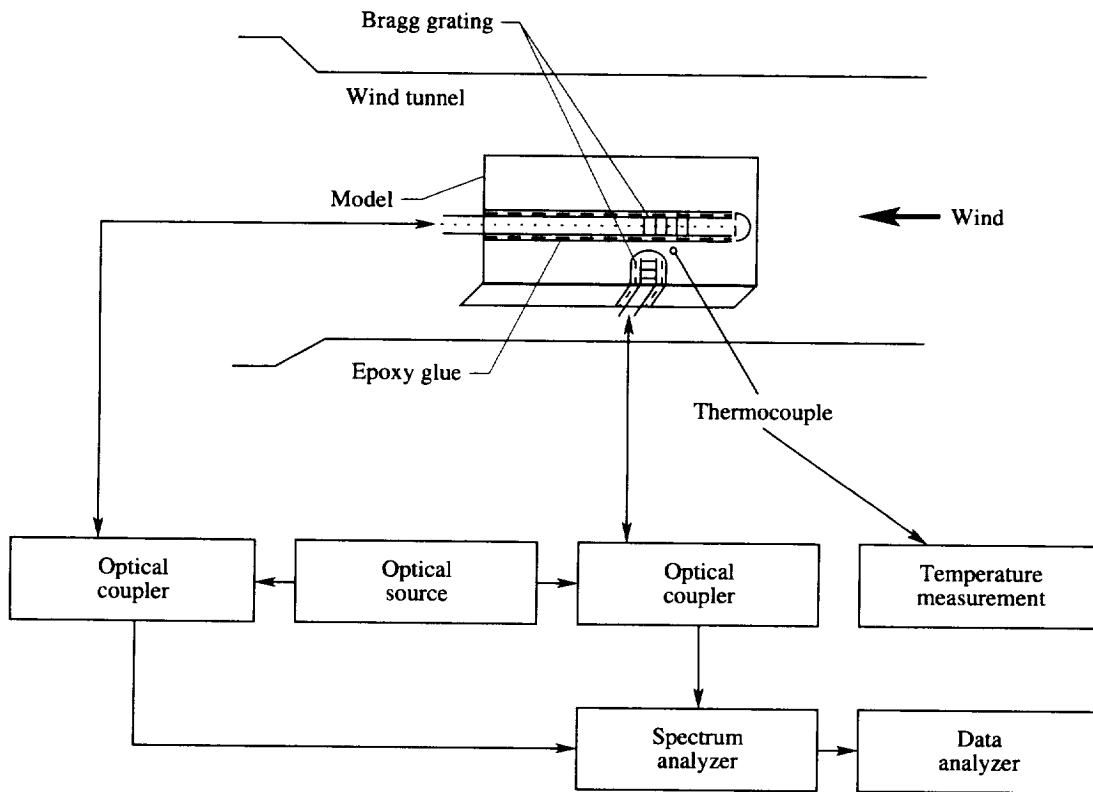 Bragg grating
Wind tunnel
Model
Wind
Epoxy glue
Thermocouple
Optical
coupler
Optical
source
Optical
coupler
Temperature
measurement
Spectrum
analyzer
Data
analyzer